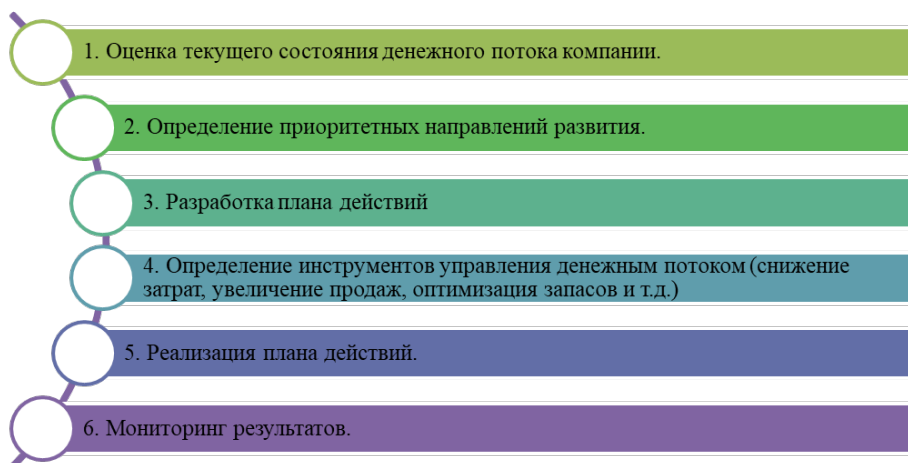 1. Оценка текущего состояния денежного потока компании.
2. Определение приоритетных направлений развития.
3. Разработка плана действий
4. Определение инструментов управления денежным потоком (снижение
затрат, увеличение продаж, оптимизация запасов и т.д.)
5. Реализация плана действий.
6. Мониторинг результатов.